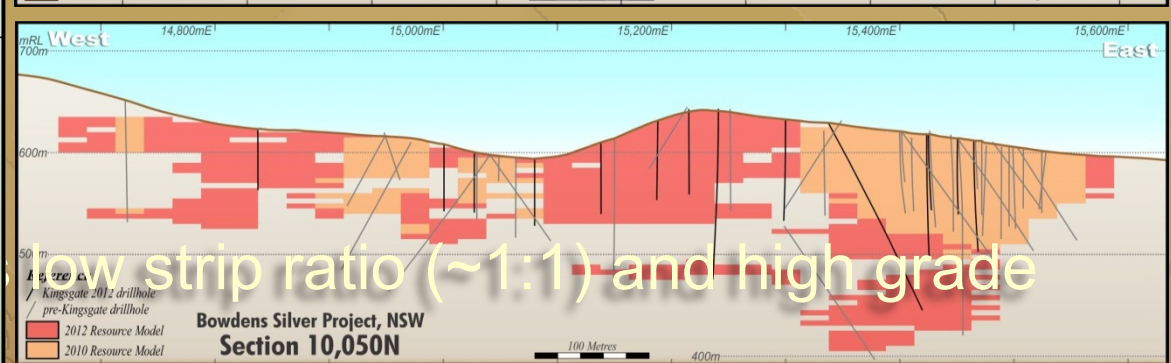 14,800mE 15,000mE 15,200mE 15,400mE 15,600mE
mRL West
700m
East
600m
500m
low strip ratio (~1:1) and high grade
Reference
Kingsgate 2012 drillhole
pre-Kingsgate drillhole
2012 Resource Model
2010 Resource Model
Bowdens Silver Project, NSW
Section 10,050N
100 Metres
400m